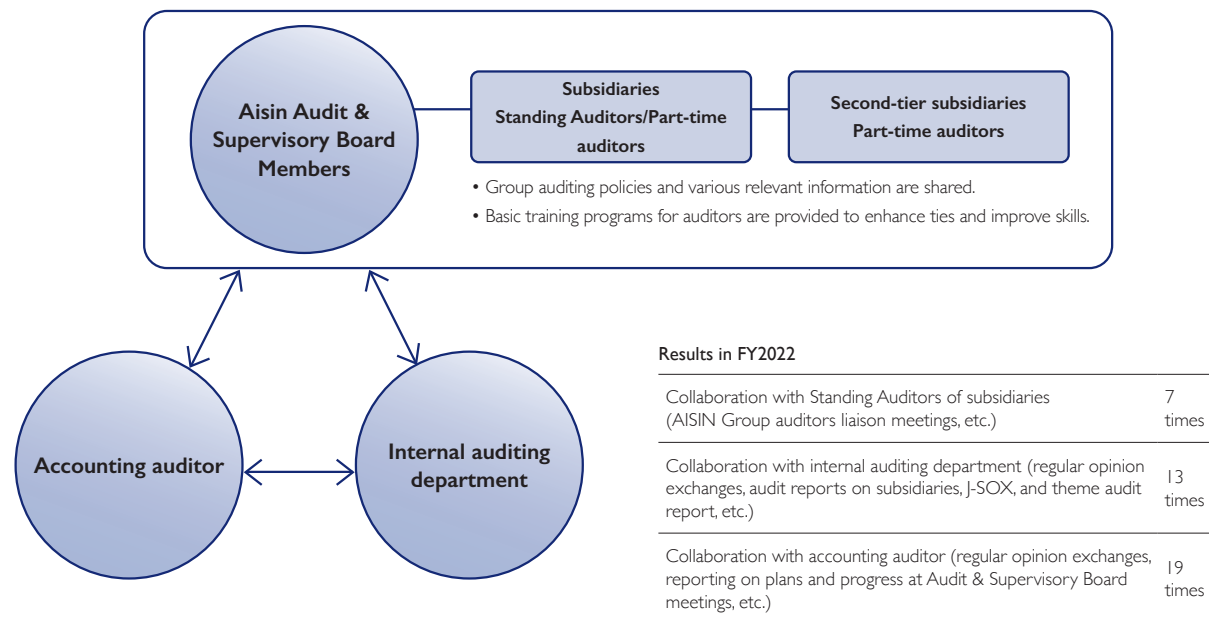 Aisin Audit &
Supervisory Board
Members
Subsidiaries
Standing Auditors/Part-time
auditors
Second-tier subsidiaries
Part-time auditors
• Group auditing policies and various relevant information are shared.
• Basic training programs for auditors are provided to enhance ties and improve skills.
Accounting auditor
Internal auditing
department
Results in FY2022
Collaboration with Standing Auditors of subsidiaries
(AISIN Group auditors liaison meetings, etc.)
7
times
Collaboration with internal auditing department (regular opinion
exchanges, audit reports on subsidiaries, J-SOX, and theme audit
report, etc.)
13
times
Collaboration with accounting auditor (regular opinion exchanges,
reporting on plans and progress at Audit & Supervisory Board
meetings, etc.)
19
times